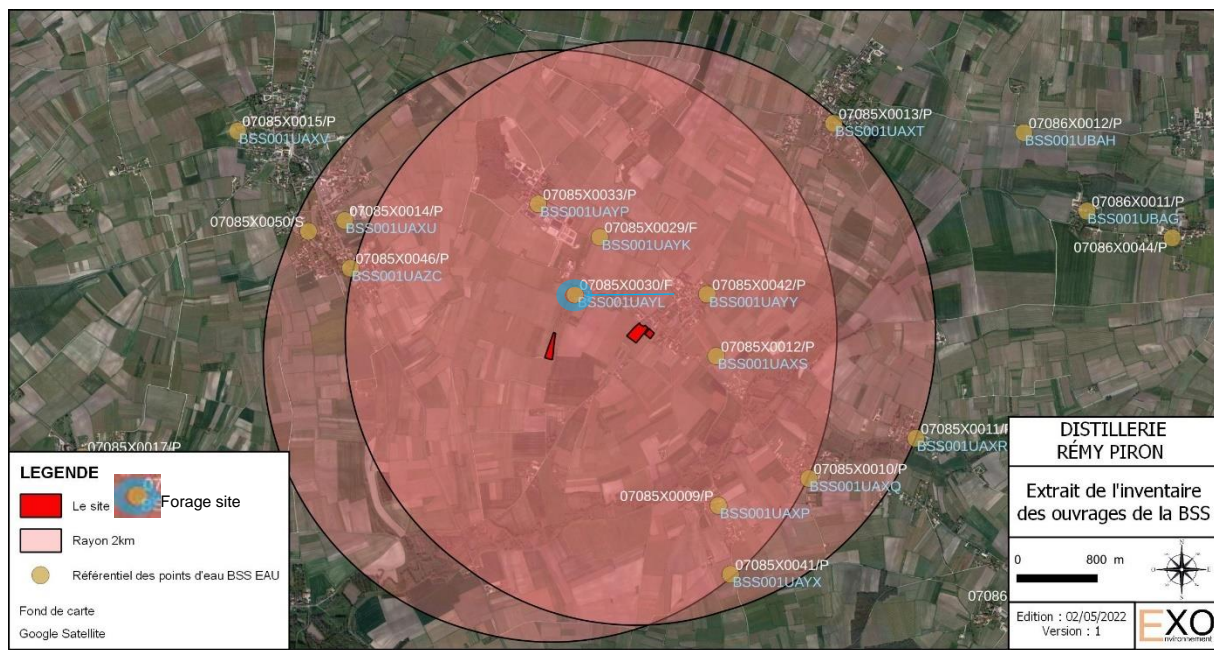 07085X0015/P
BSS001UAXV
07085X0013/P
BSS001UAXT
07086X0012/P
BSS001UBAH
07085X0033/P
BSS001UAYP
07086X0011/P
BSS001UBAG
07085X0050/S
07085X0014/P
BSS001UAXU
07085X0029/F
BSS001UAYK
07086X0044/P
07085X0046/P
BSS001UAZC
07085X0030/F
BSS001UAYL
07085X0042/P
BSS001UAYY
07085X0012/P
BSS001UAXS
07085X0017/P
07085X0011/
BSS001UAXR
07085X0010/P
BSS001UAXQ
07085X0009/P
BSS001UAXP
07085X0041/P
BSS001UAYX
07086
LEGENDE
Le site
Forage site
Rayon 2km
Référentiel des points d'eau BSS EAU
Fond de carte
Google Satellite
DISTILLERIE
RÉMY PIRON
Extrait de l'inventaire
des ouvrages de la BSS
0 800 m
Edition : 02/05/2022
Version : 1
EXO
environnement